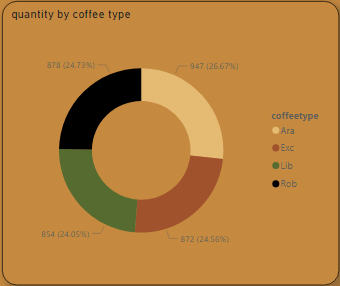 quantity by coffee type
878 (24.73%)
947 (26.67%)
coffeetype
Ara
Exc
Lib
Rob
854 (24.05%)
872 (24.56%)